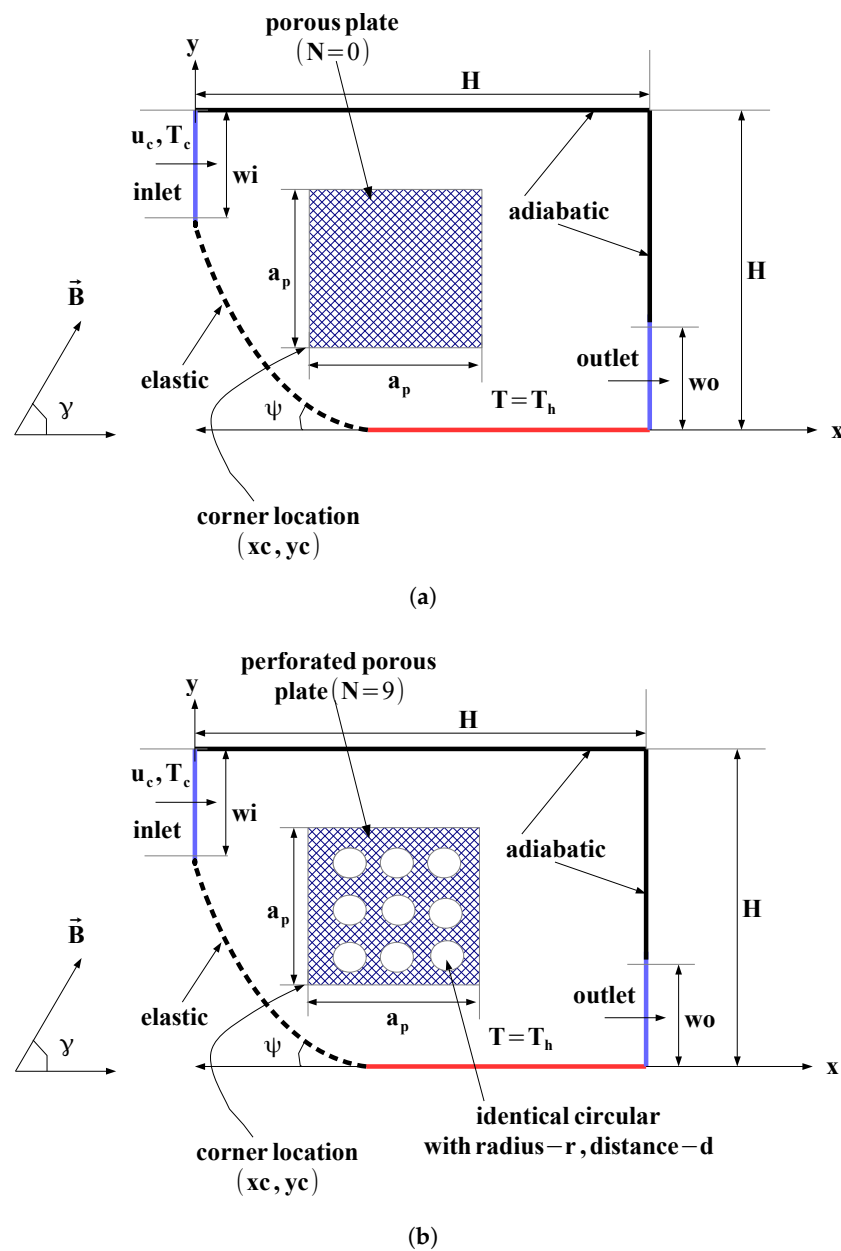 porous plate
(N=0)
y
H
u_c, T_c
wi
inlet
adiabatic
a_p
H
B⃗
elastic
outlet
wo
a_p
T=T_h
γ
ψ
x
corner location
(xc, yc)
(a)
perforated porous
plate(N=9)
y
H
u_c, T_c
wi
inlet
adiabatic
a_p
H
B⃗
elastic
outlet
wo
a_p
T=T_h
γ
ψ
x
identical circular
with radius−r, distance−d
corner location
(xc, yc)
(b)